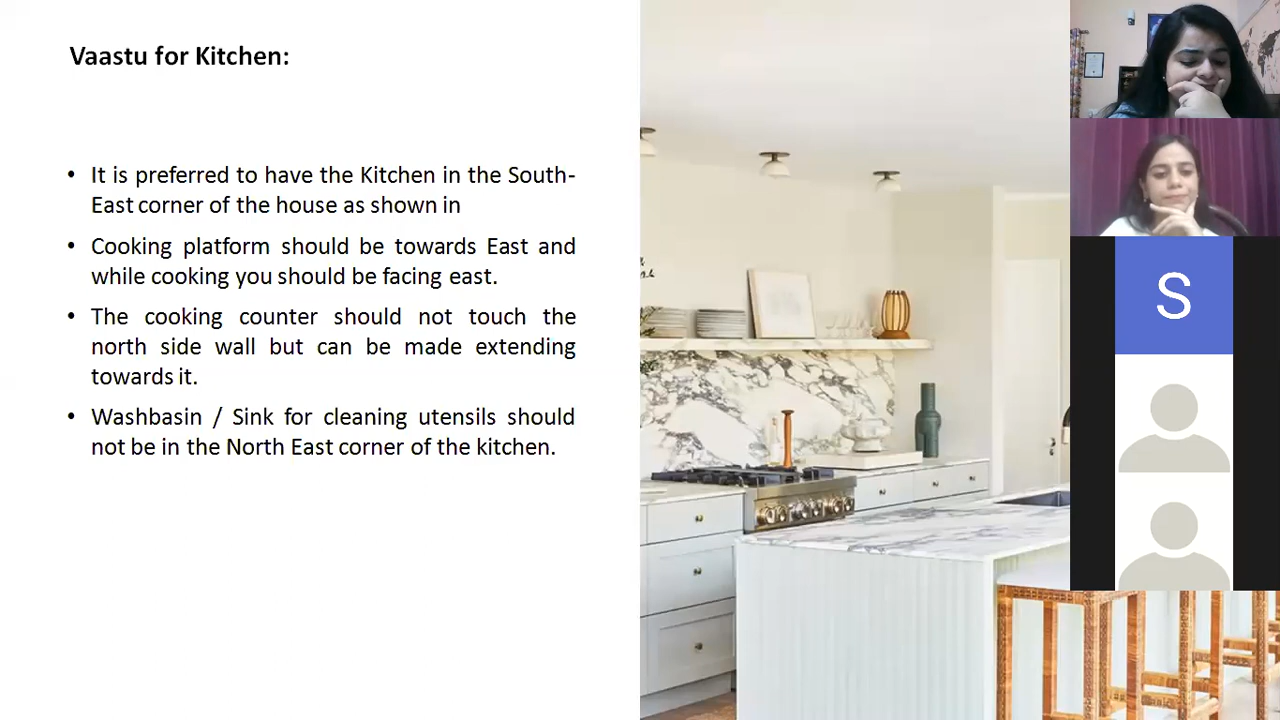 Vaastu for Kitchen:
• It is preferred to have the Kitchen in the South-
East corner of the house as shown in
• Cooking platform should be towards East and
while cooking you should be facing east.
• The cooking counter should not touch the
north side wall but can be made extending
towards it.
• Washbasin / Sink for cleaning utensils should
not be in the North East corner of the kitchen.
S